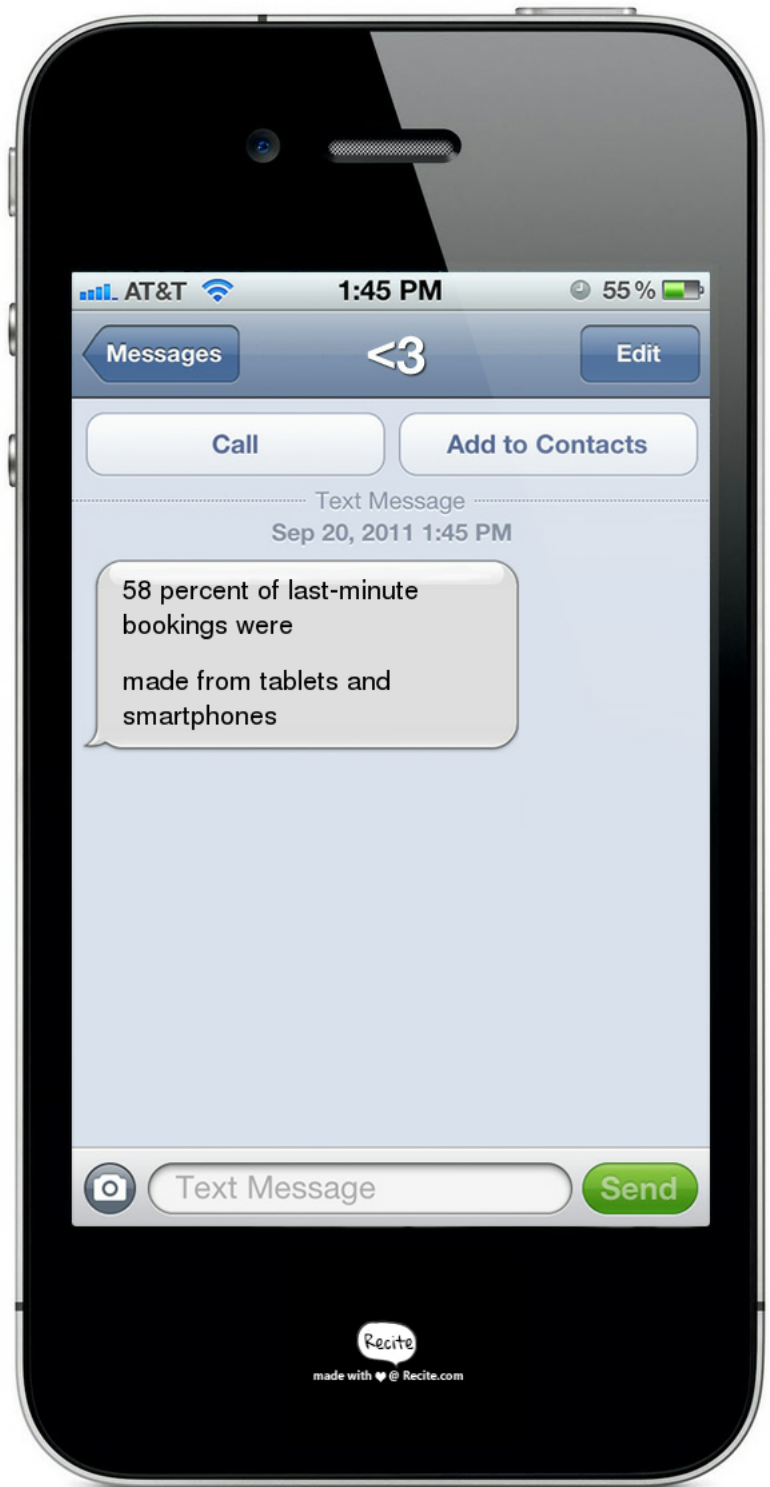 AT&T 1:45 PM 55%
Messages <3 Edit
Call Add to Contacts
Text Message
Sep 20, 2011 1:45 PM
58 percent of last-minute
bookings were
made from tablets and
smartphones
Text Message Send
Recite
made with ♥ @ Recite.com